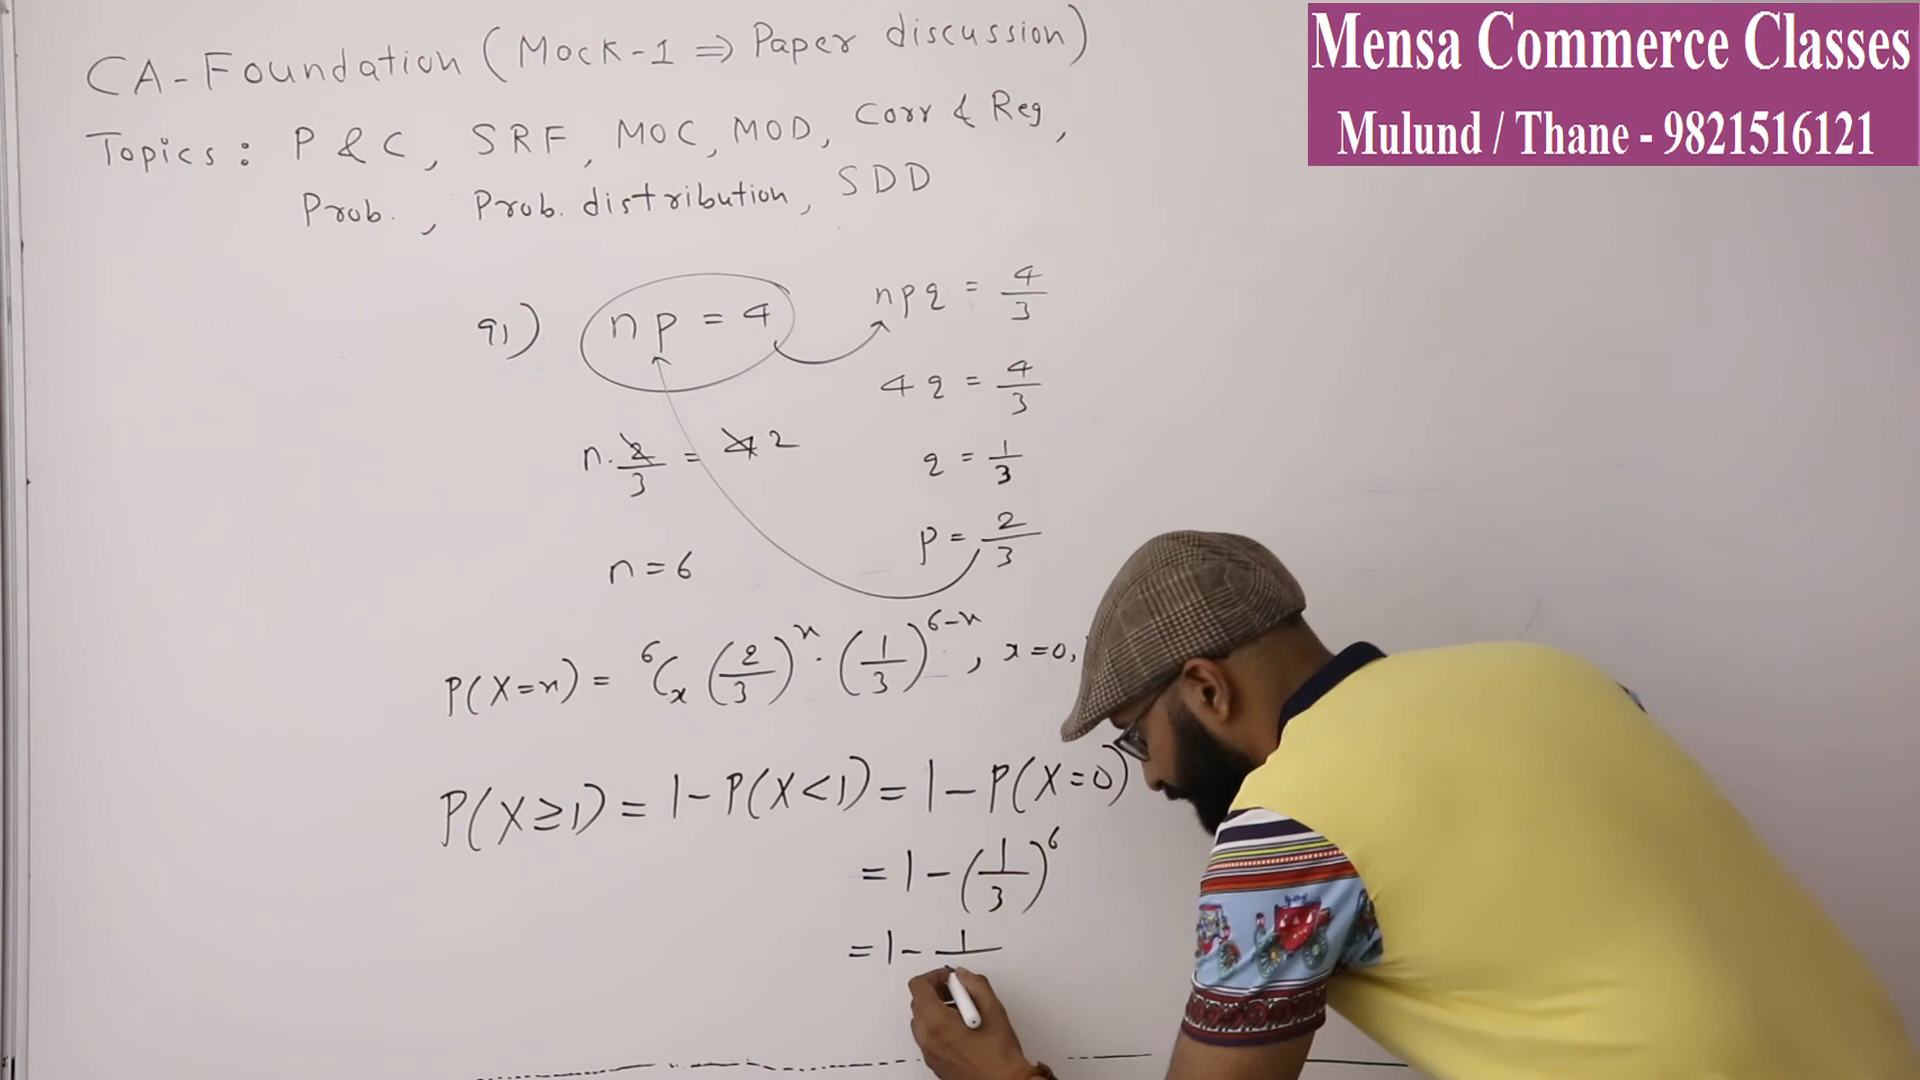 CA-Foundation (Mock-1 ⇒ Paper discussion)
Topics: P & C, SRF, MOC, MOD, Corr & Reg,
Prob., Prob. distribution, SDD
Mensa Commerce Classes
Mulund / Thane - 9821516121
91) np = 4
npq = 4/3
4q = 4/3
n. 2/3 = 4 2
q = 1/3
p = 2/3
n = 6
P(X=x) = ⁶Cₓ (2/3)^x · (1/3)^(6-x), x=0,
P(X≥1) = 1-P(X<1) = 1-P(X=0)
= 1-(1/3)^6
= 1- 1/